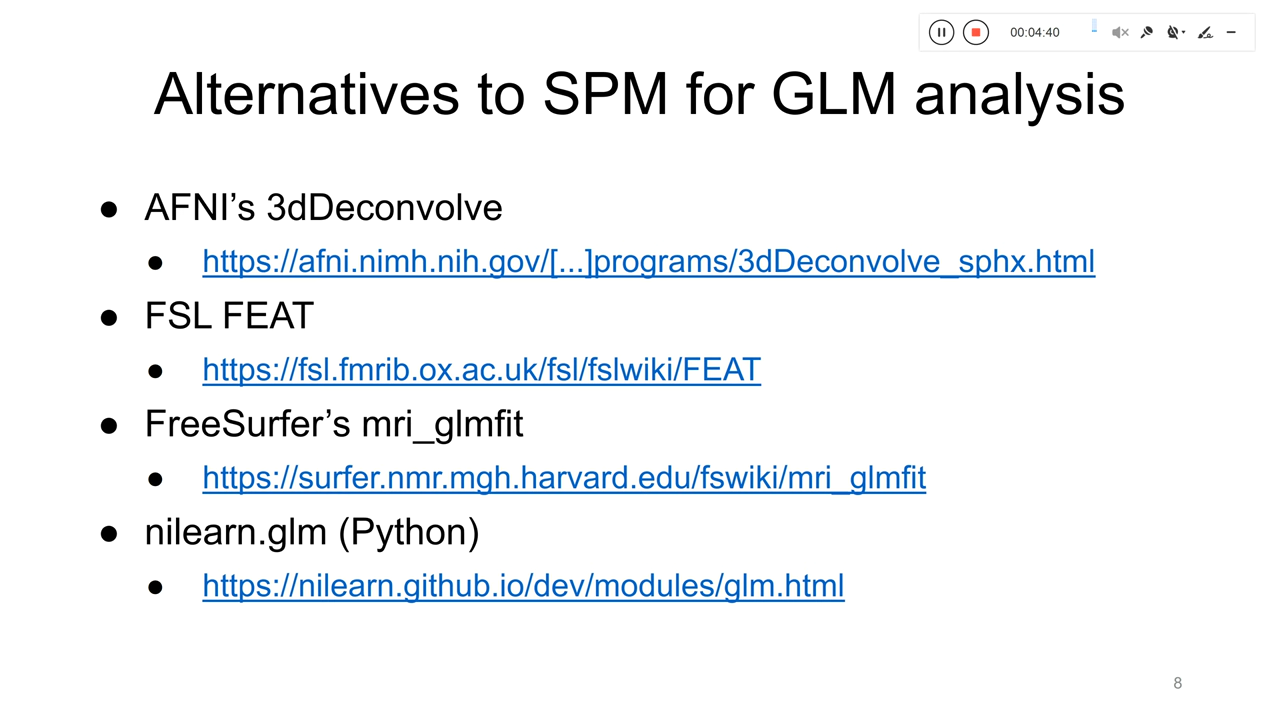 00:04:40
Alternatives to SPM for GLM analysis
● AFNI’s 3dDeconvolve
● https://afni.nimh.nih.gov/[...]programs/3dDeconvolve_sphx.html
● FSL FEAT
● https://fsl.fmrib.ox.ac.uk/fsl/fslwiki/FEAT
● FreeSurfer’s mri_glmfit
● https://surfer.nmr.mgh.harvard.edu/fswiki/mri_glmfit
● nilearn.glm (Python)
● https://nilearn.github.io/dev/modules/glm.html
8